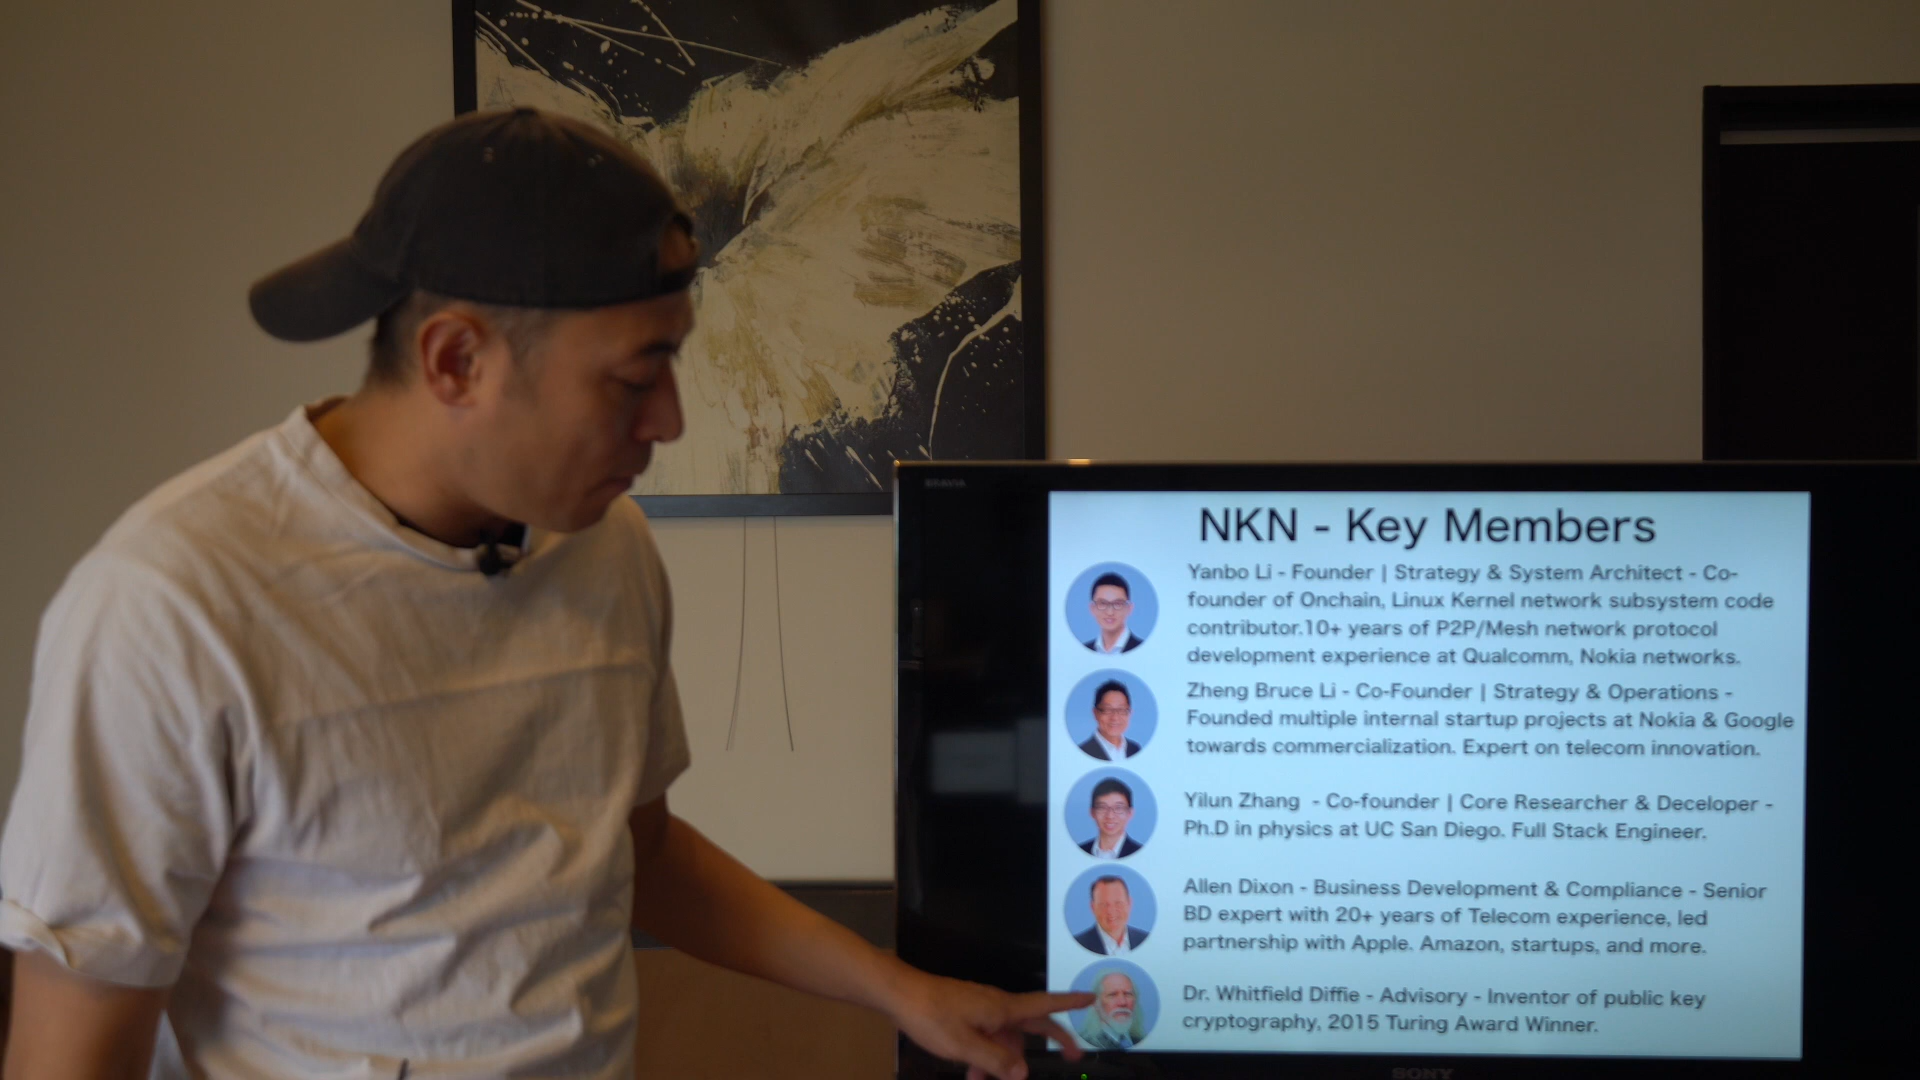 BRAVIA
NKN - Key Members
Yanbo Li - Founder | Strategy & System Architect - Co-
founder of Onchain, Linux Kernel network subsystem code
contributor.10+ years of P2P/Mesh network protocol
development experience at Qualcomm, Nokia networks.
Zheng Bruce Li - Co-Founder | Strategy & Operations -
Founded multiple internal startup projects at Nokia & Google
towards commercialization. Expert on telecom innovation.
Yilun Zhang - Co-founder | Core Researcher & Deceloper -
Ph.D in physics at UC San Diego. Full Stack Engineer.
Allen Dixon - Business Development & Compliance - Senior
BD expert with 20+ years of Telecom experience, led
partnership with Apple. Amazon, startups, and more.
Dr. Whitfield Diffie - Advisory - Inventor of public key
cryptography, 2015 Turing Award Winner.
SONY